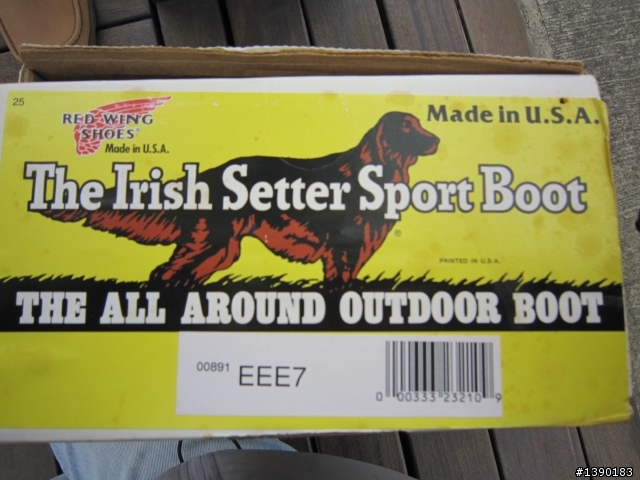 25
RED WING
SHOES®
Made in U.S.A.
Made in U.S.A.
The Irish Setter Sport Boot
®
PRINTED IN U.S.A.
THE ALL AROUND OUTDOOR BOOT
00891 EEE7
0 00333 23210 9
#1390183